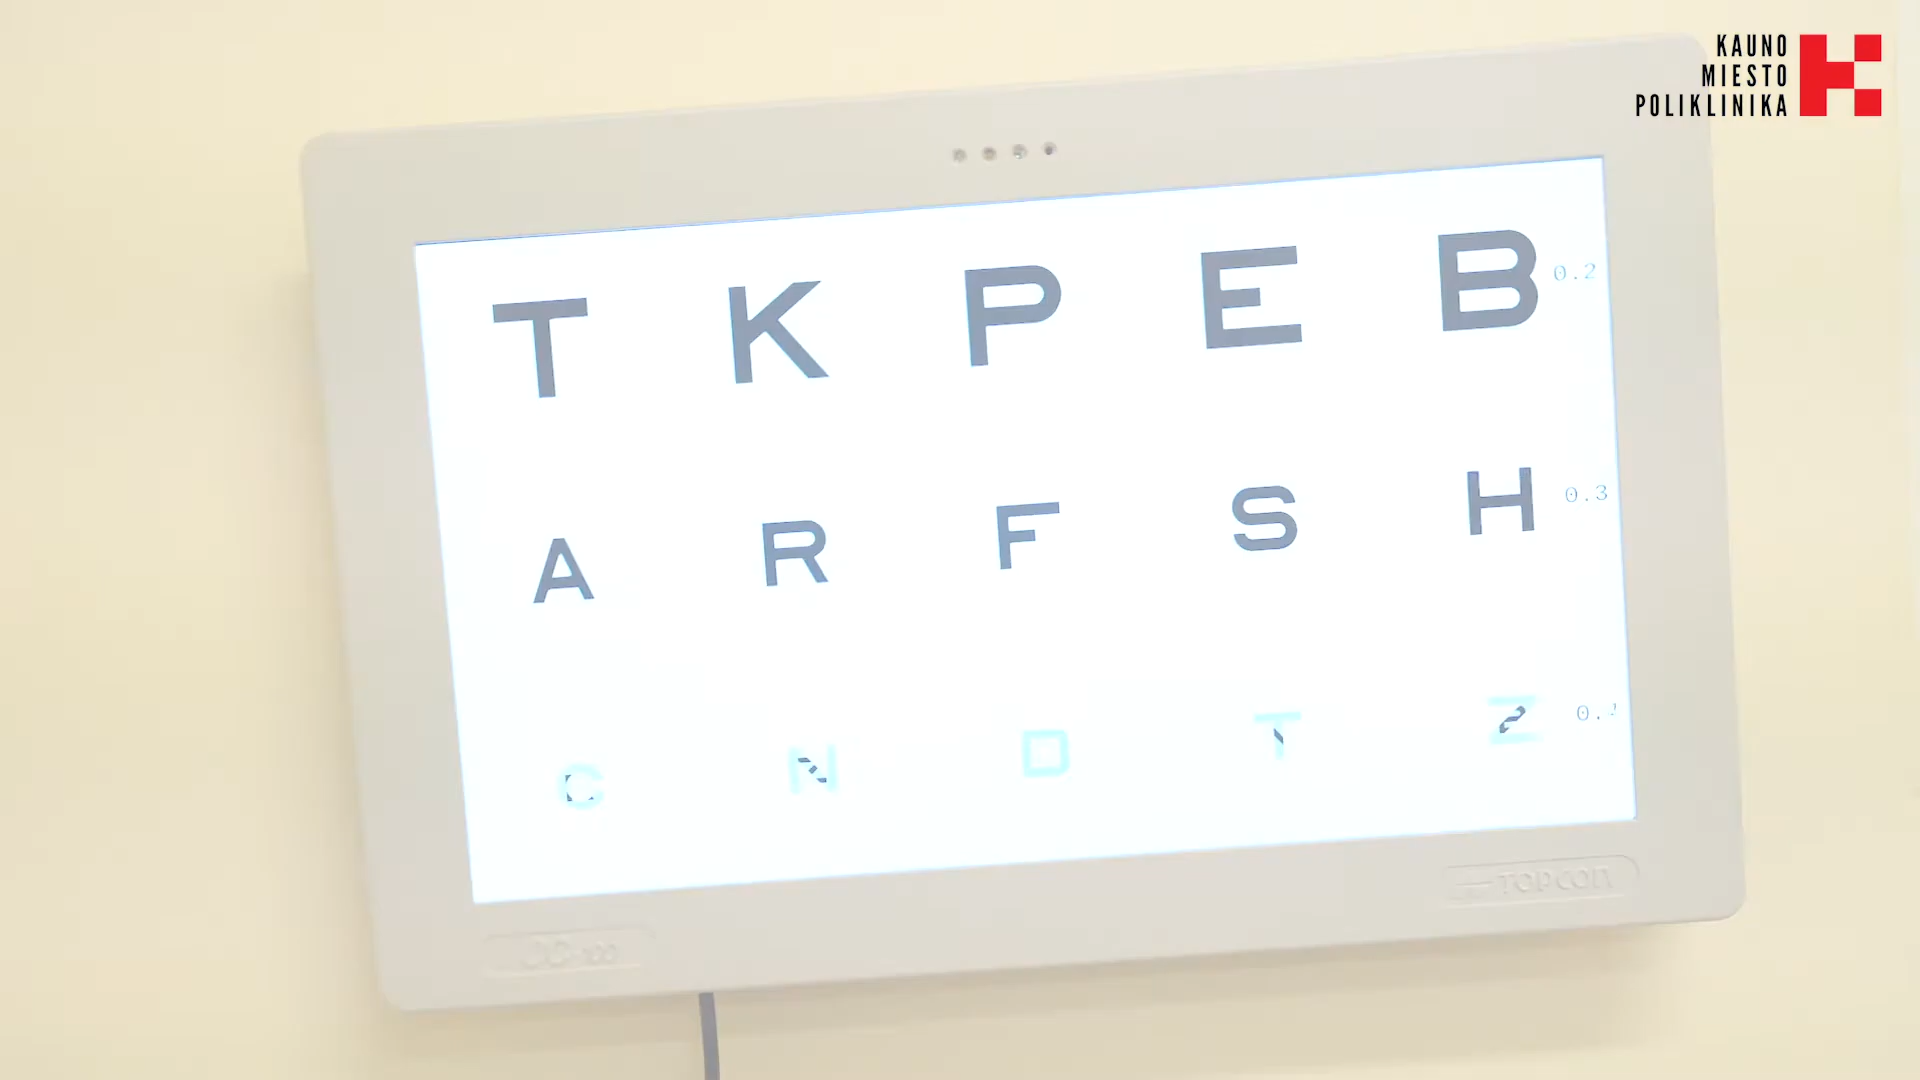 KAUNO
MIESTO
POLIKLINIKA
T K P E B 0.2
A R F S H 0.3
C N D T Z
TOPCON